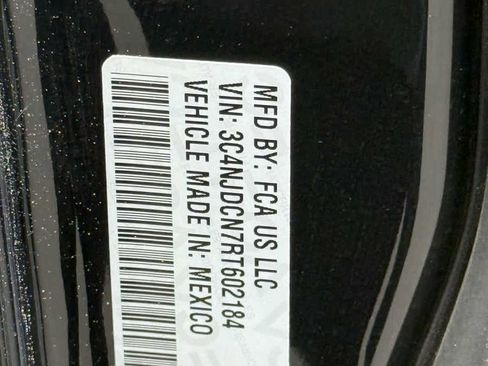 MFD BY: FCA US LLC
VIN: 3C4NJDCN7RT602184
VEHICLE MADE IN: MEXICO